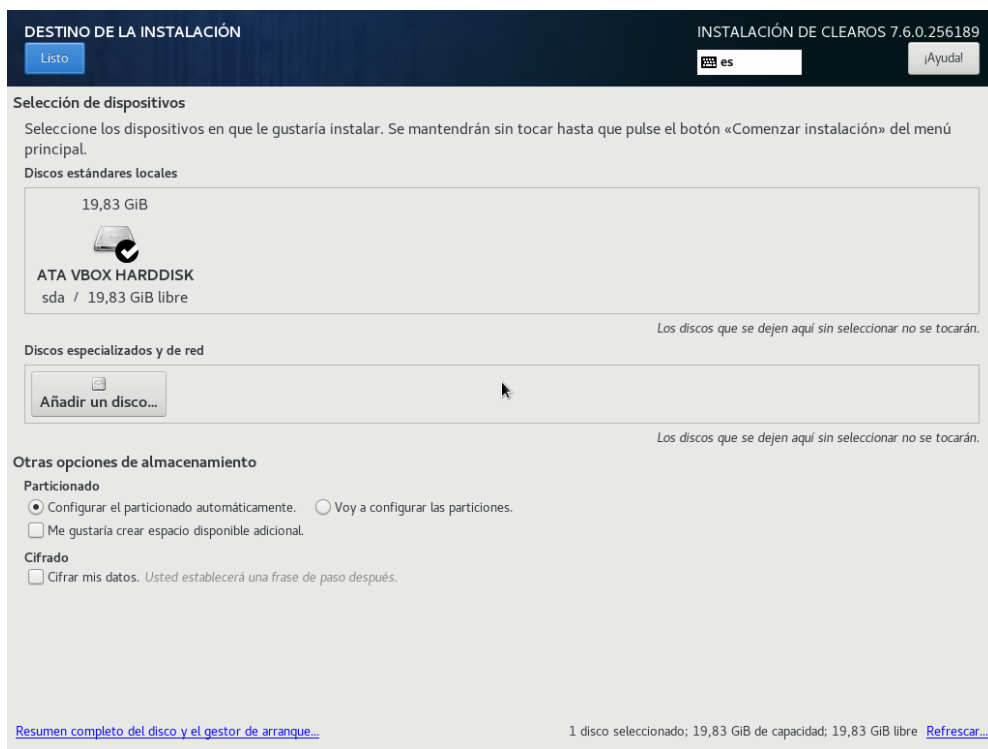 DESTINO DE LA INSTALACIÓN
INSTALACIÓN DE CLEAROS 7.6.0.256189
Listo
es
¡Ayuda!
Selección de dispositivos
Seleccione los dispositivos en que le gustaría instalar. Se mantendrán sin tocar hasta que pulse el botón «Comenzar instalación» del menú
principal.
Discos estándares locales
19,83 GiB
ATA VBOX HARDDISK
sda / 19,83 GiB libre
Los discos que se dejen aquí sin seleccionar no se tocarán.
Discos especializados y de red
Añadir un disco...
Los discos que se dejen aquí sin seleccionar no se tocarán.
Otras opciones de almacenamiento
Particionado
Configurar el particionado automáticamente. Voy a configurar las particiones.
Me gustaría crear espacio disponible adicional.
Cifrado
Cifrar mis datos. Usted establecerá una frase de paso después.
Resumen completo del disco y el gestor de arranque...
1 disco seleccionado; 19,83 GiB de capacidad; 19,83 GiB libre Refrescar...